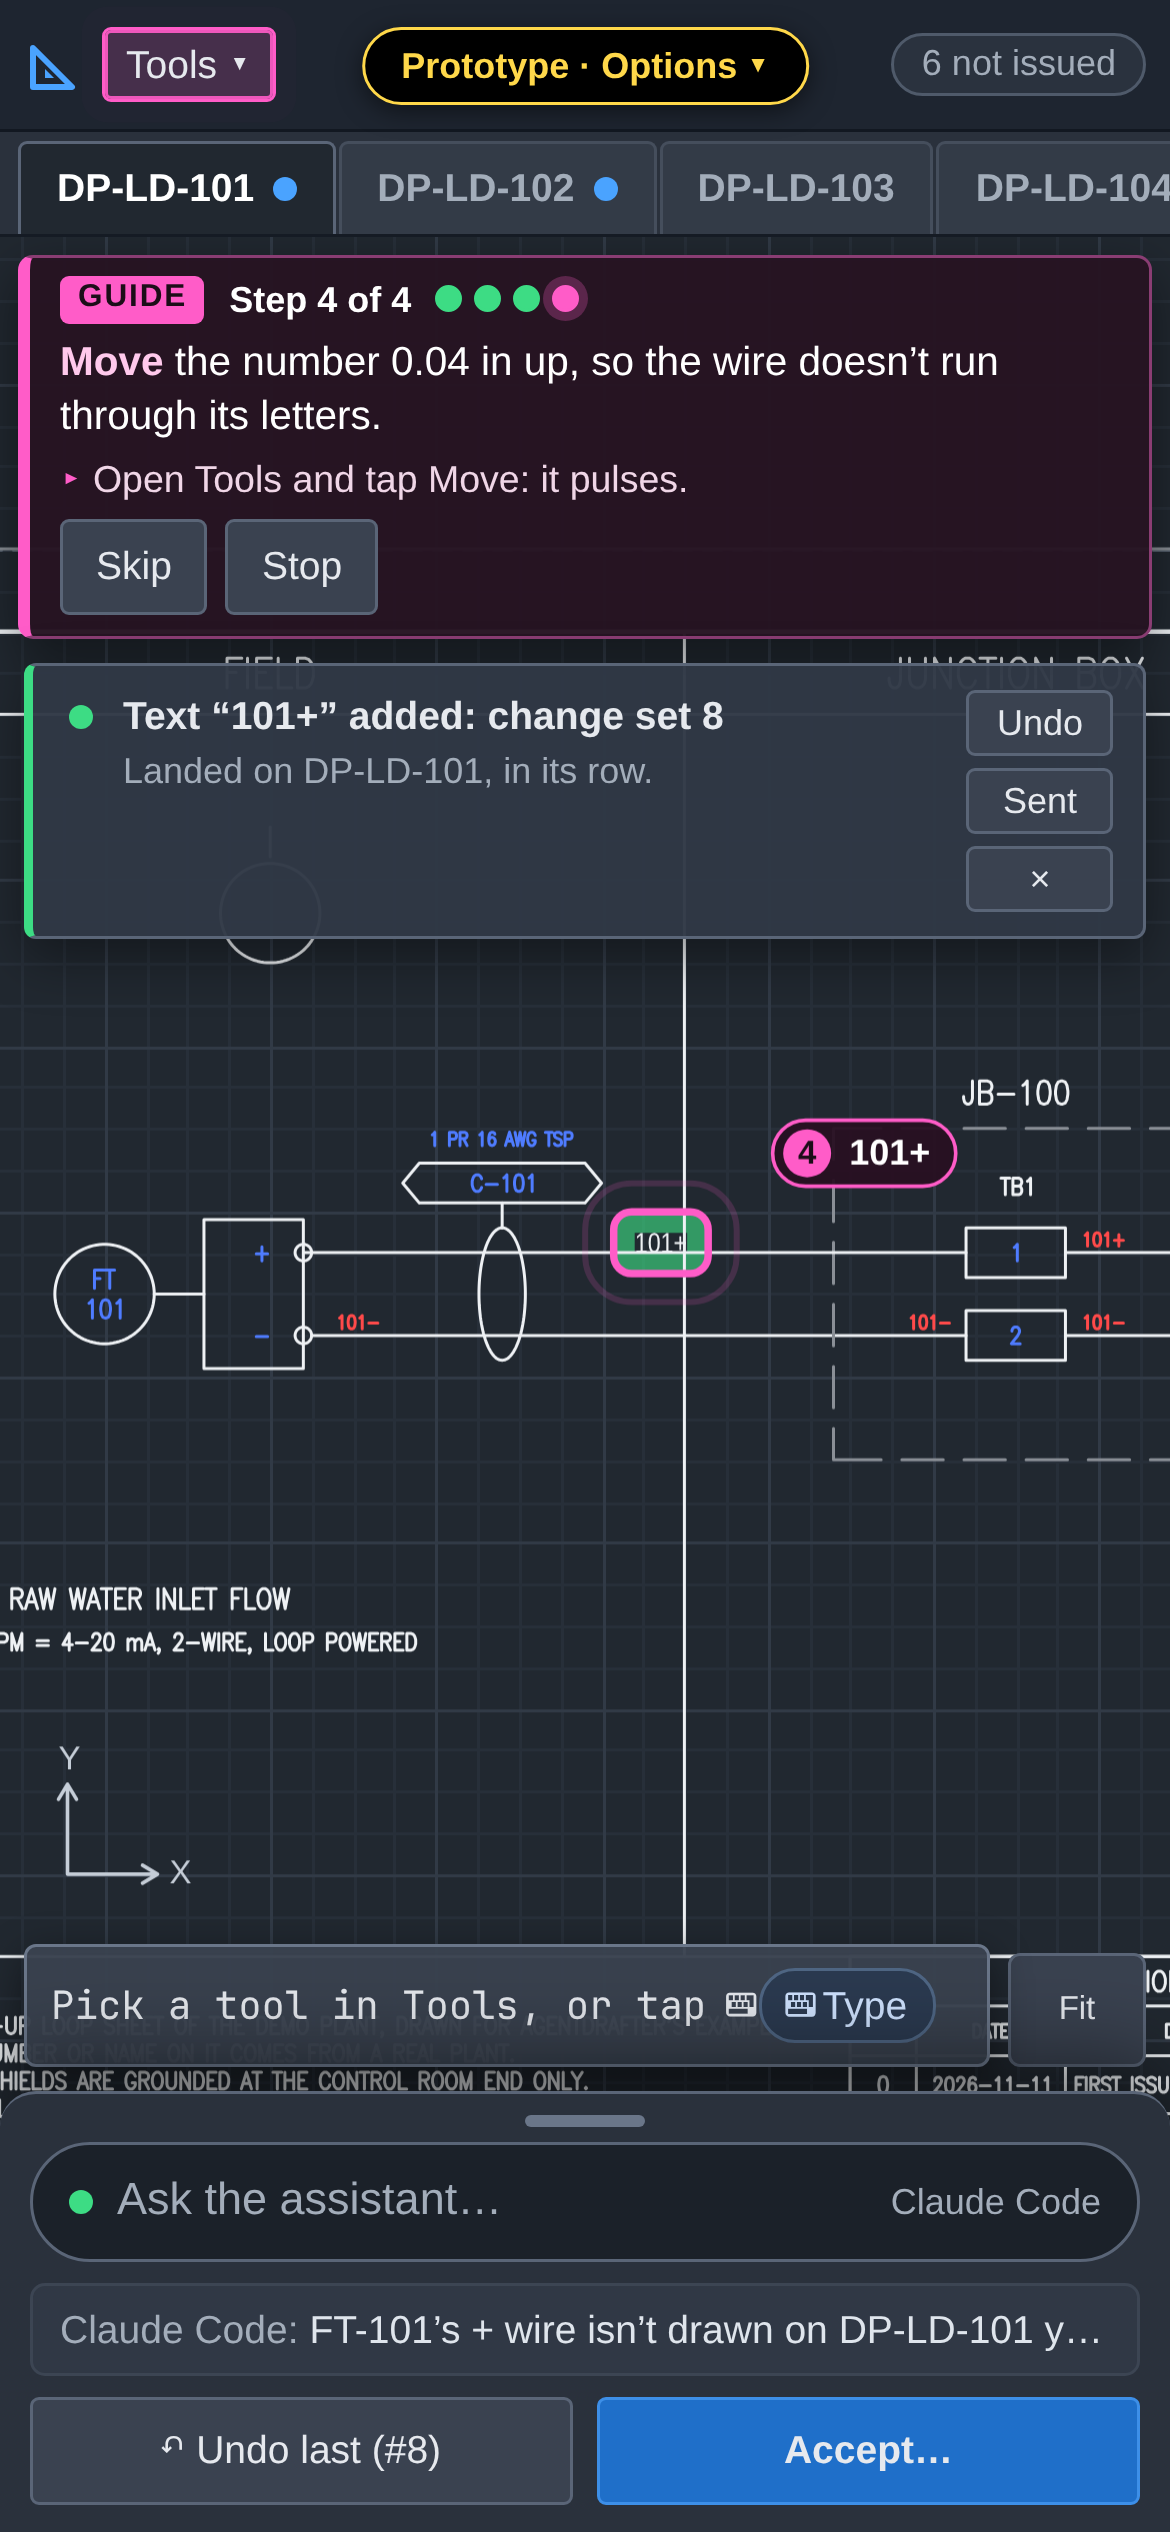 Tools ▼
Prototype · Options ▼
6 not issued
DP-LD-101
DP-LD-102
DP-LD-103
DP-LD-104
GUIDE Step 4 of 4
Move the number 0.04 in up, so the wire doesn’t run
through its letters.
▸ Open Tools and tap Move: it pulses.
Skip
Stop
FIELD
JUNCTION BOX
Text “101+” added: change set 8
Landed on DP-LD-101, in its row.
Undo
Sent
×
JB-100
1 PR 16 AWG TSP
4 101+
C-101
TB1
101+
+
1
101+
FT
101
−
101-
101-
2
101-
RAW WATER INLET FLOW
PM = 4-20 mA, 2-WIRE, LOOP POWERED
Y
X
Pick a tool in Tools, or tap ⌨
⌨ Type
Fit
HIELDS ARE GROUNDED AT THE CONTROL ROOM END ONLY.
0
2026-11-11
FIRST ISSU
Ask the assistant…
Claude Code
Claude Code: FT-101’s + wire isn’t drawn on DP-LD-101 y…
Undo last (#8)
Accept…